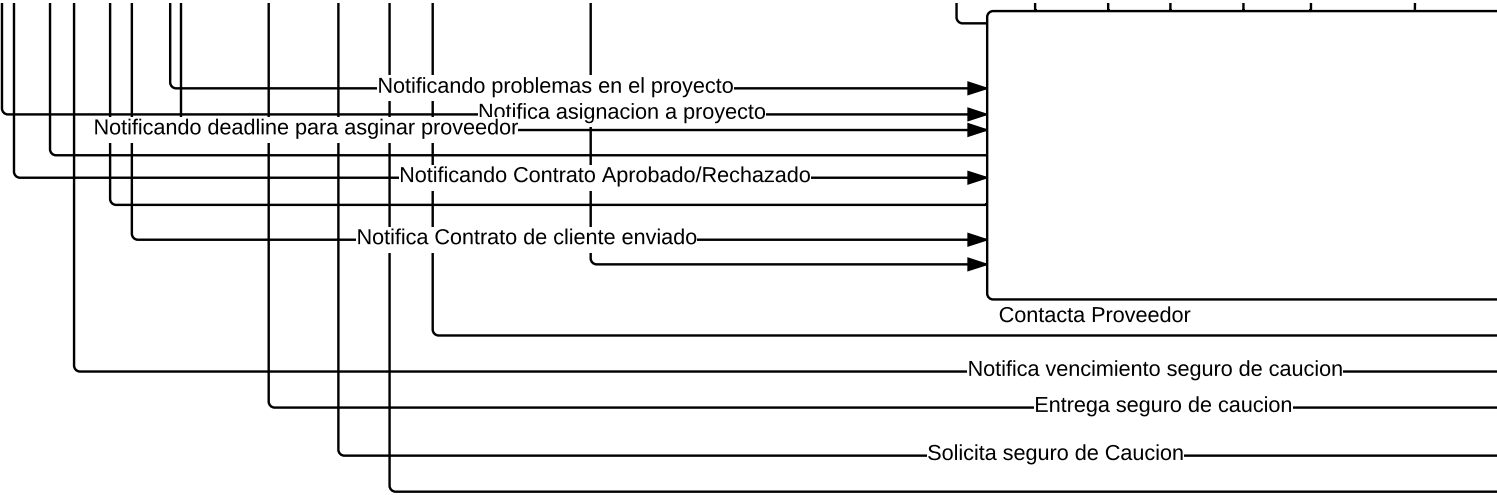 Notificando problemas en el proyecto
Notifica asignacion a proyecto
Notificando deadline para asginar proveedor
Notificando Contrato Aprobado/Rechazado
Notifica Contrato de cliente enviado
Contacta Proveedor
Notifica vencimiento seguro de caucion
Entrega seguro de caucion
Solicita seguro de Caucion